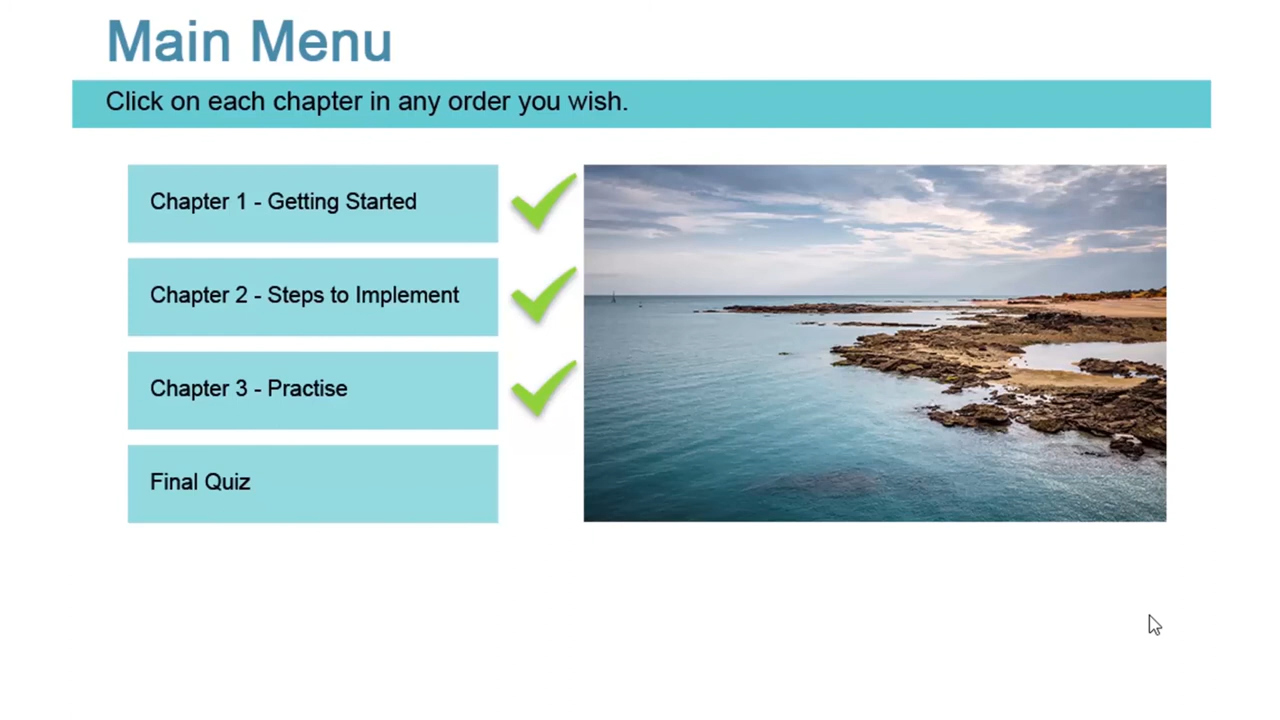 Main Menu
Click on each chapter in any order you wish.
Chapter 1 - Getting Started
Chapter 2 - Steps to Implement
Chapter 3 - Practise
Final Quiz